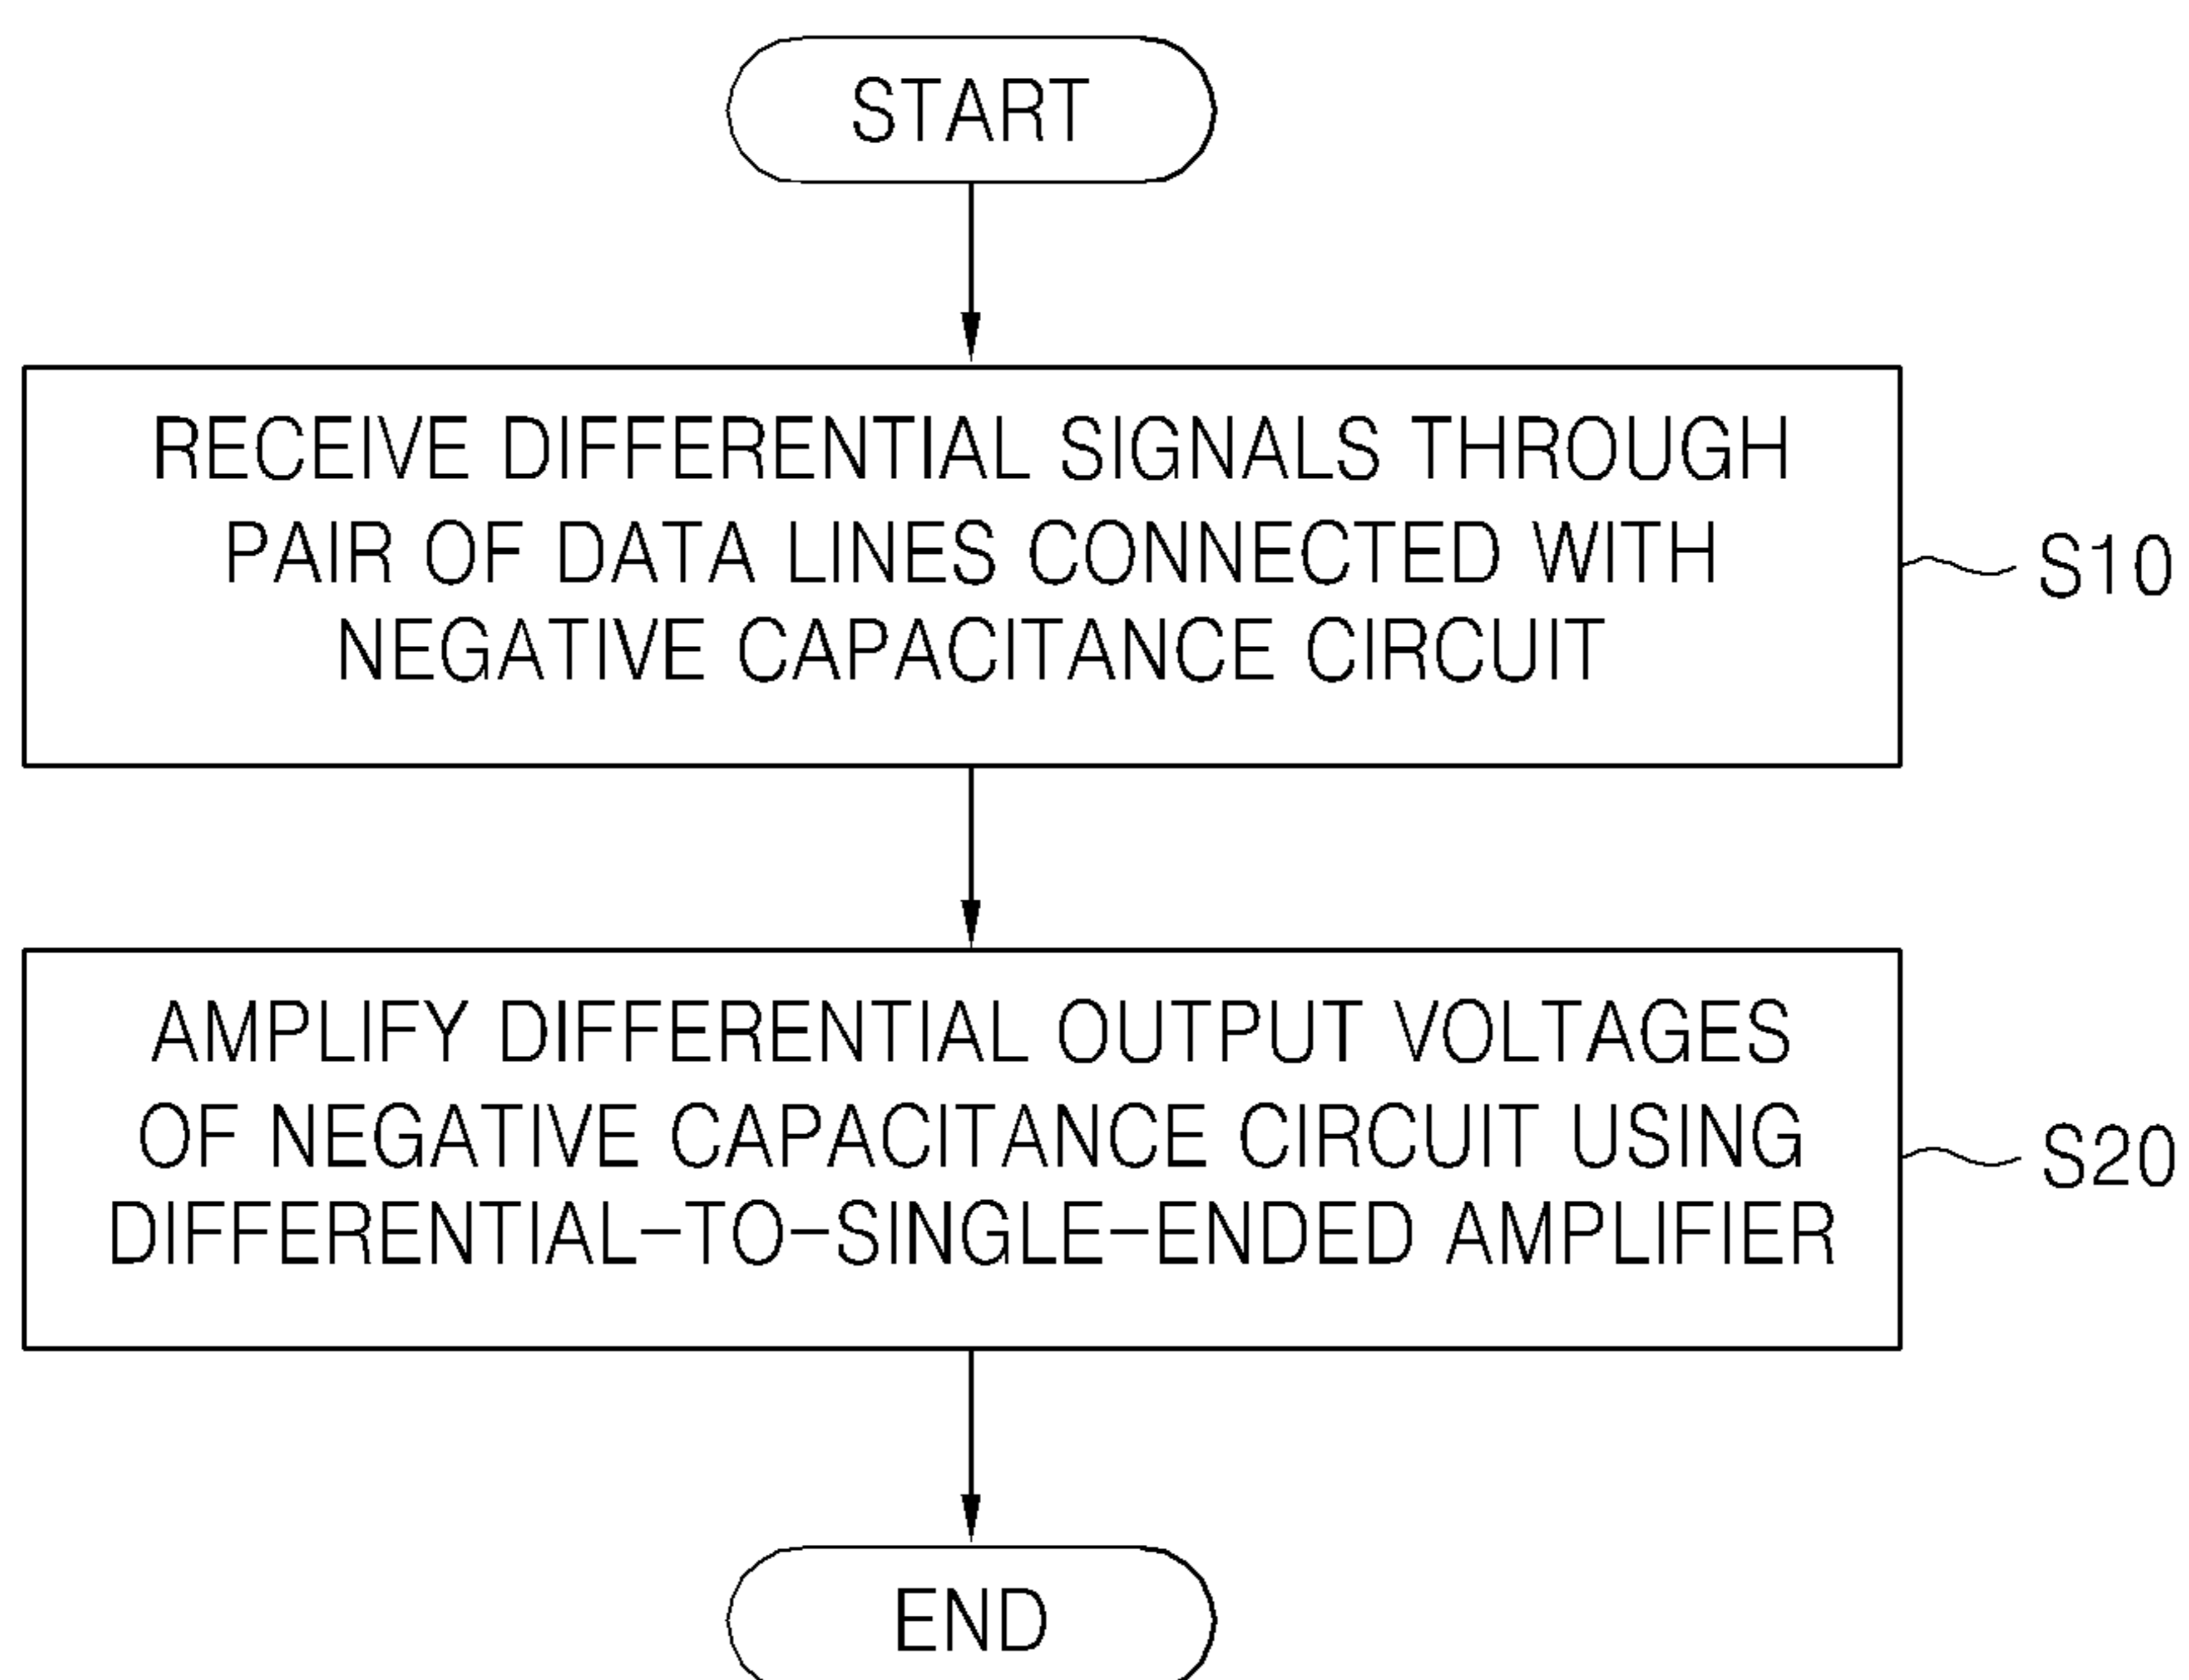 START
RECEIVE DIFFERENTIAL SIGNALS THROUGH
PAIR OF DATA LINES CONNECTED WITH
NEGATIVE CAPACITANCE CIRCUIT
S10
AMPLIFY DIFFERENTIAL OUTPUT VOLTAGES
OF NEGATIVE CAPACITANCE CIRCUIT USING
DIFFERENTIAL-TO-SINGLE-ENDED AMPLIFIER
S20
END